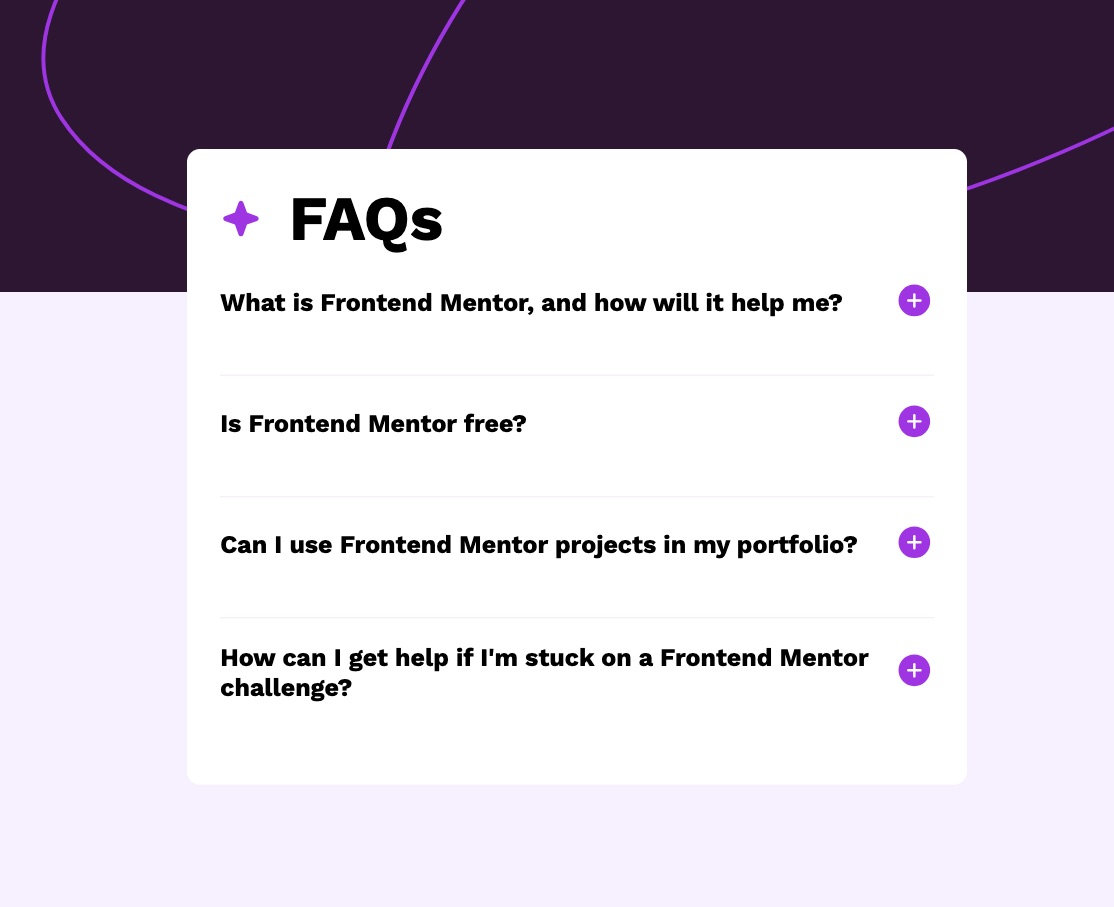 FAQs
What is Frontend Mentor, and how will it help me?
Is Frontend Mentor free?
Can I use Frontend Mentor projects in my portfolio?
How can I get help if I'm stuck on a Frontend Mentor
challenge?